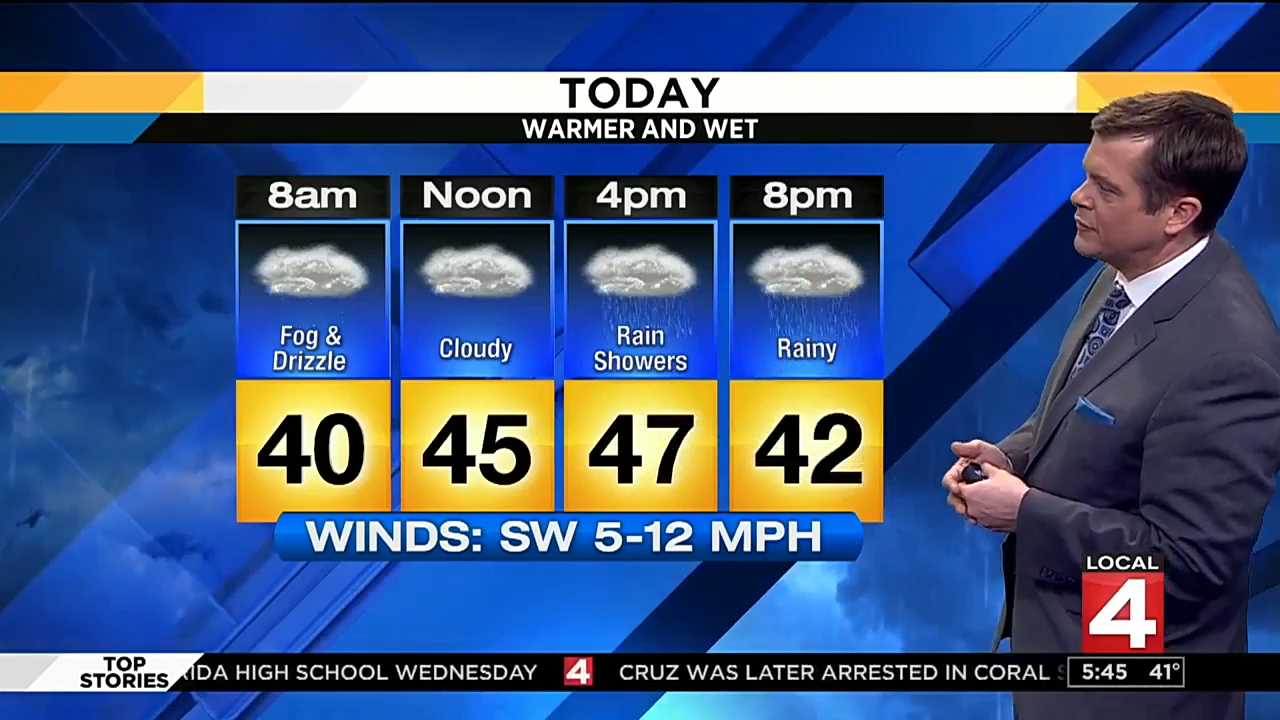 TODAY
WARMER AND WET
8am Noon 4pm 8pm
Fog &
Drizzle
Cloudy
Rain
Showers
Rainy
40 45 47 42
WINDS: SW 5-12 MPH
LOCAL
4
TOP
STORIES
HIGH SCHOOL WEDNESDAY 4 CRUZ WAS LATER ARRESTED IN CORAL
5:45 41°